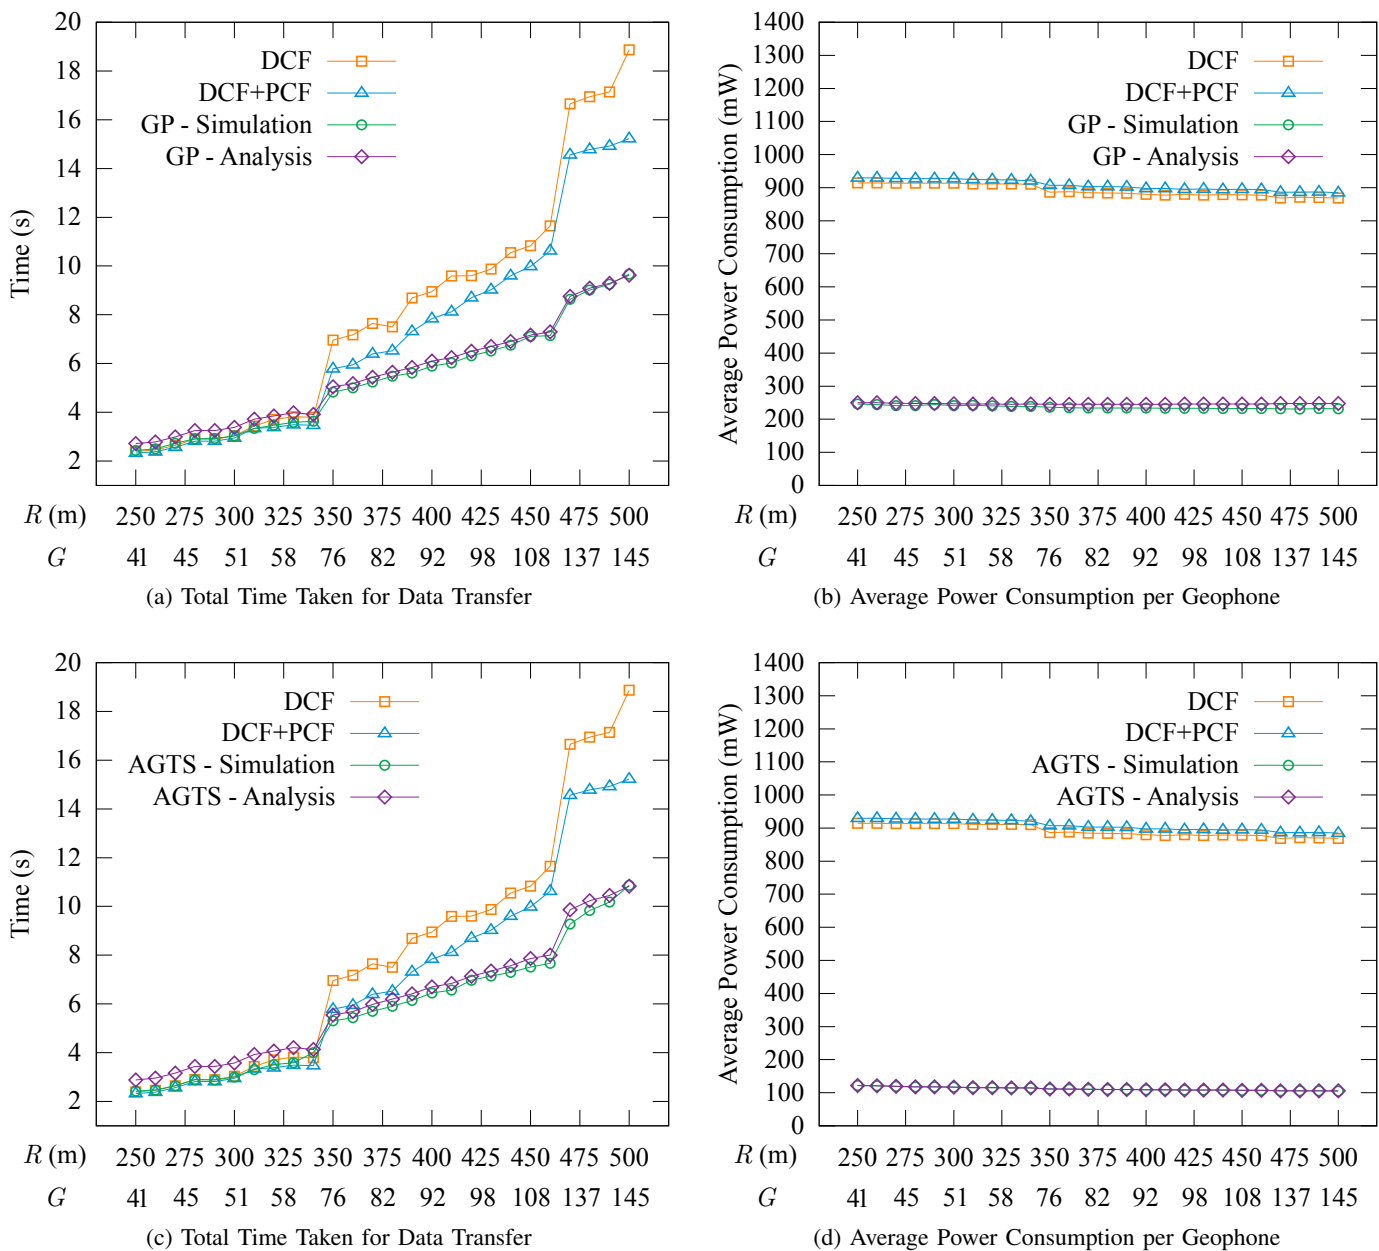 20
18
16
14
12
10
8
6
4
2
Time (s)
DCF
DCF+PCF
GP - Simulation
GP - Analysis
R (m) 250 275 300 325 350 375 400 425 450 475 500
G 41 45 51 58 76 82 92 98 108 137 145
(a) Total Time Taken for Data Transfer
1400
1300
1200
1100
1000
900
800
700
600
500
400
300
200
100
0
Average Power Consumption (mW)
DCF
DCF+PCF
GP - Simulation
GP - Analysis
R (m) 250 275 300 325 350 375 400 425 450 475 500
G 41 45 51 58 76 82 92 98 108 137 145
(b) Average Power Consumption per Geophone
20
18
16
14
12
10
8
6
4
2
Time (s)
DCF
DCF+PCF
AGTS - Simulation
AGTS - Analysis
R (m) 250 275 300 325 350 375 400 425 450 475 500
G 41 45 51 58 76 82 92 98 108 137 145
(c) Total Time Taken for Data Transfer
1400
1300
1200
1100
1000
900
800
700
600
500
400
300
200
100
0
Average Power Consumption (mW)
DCF
DCF+PCF
AGTS - Simulation
AGTS - Analysis
R (m) 250 275 300 325 350 375 400 425 450 475 500
G 41 45 51 58 76 82 92 98 108 137 145
(d) Average Power Consumption per Geophone